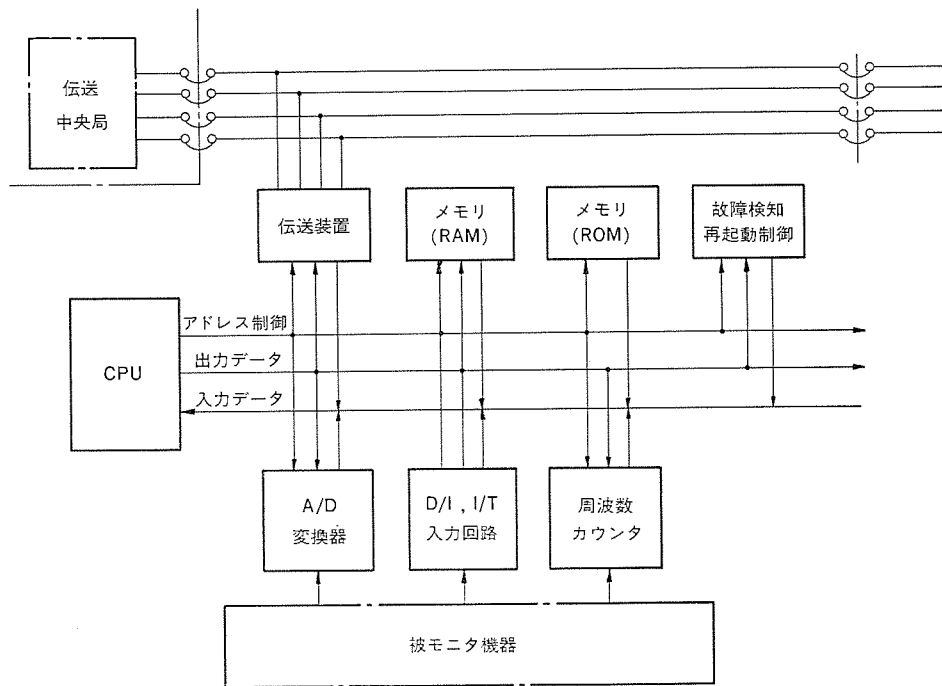 伝送
中央局
伝送装置
メモリ
(RAM)
メモリ
(ROM)
故障検知
再起動制御
アドレス制御
出力データ
入力データ
CPU
A/D
変換器
D/I , I/T
入力回路
周波数
カウンタ
被モニタ機器